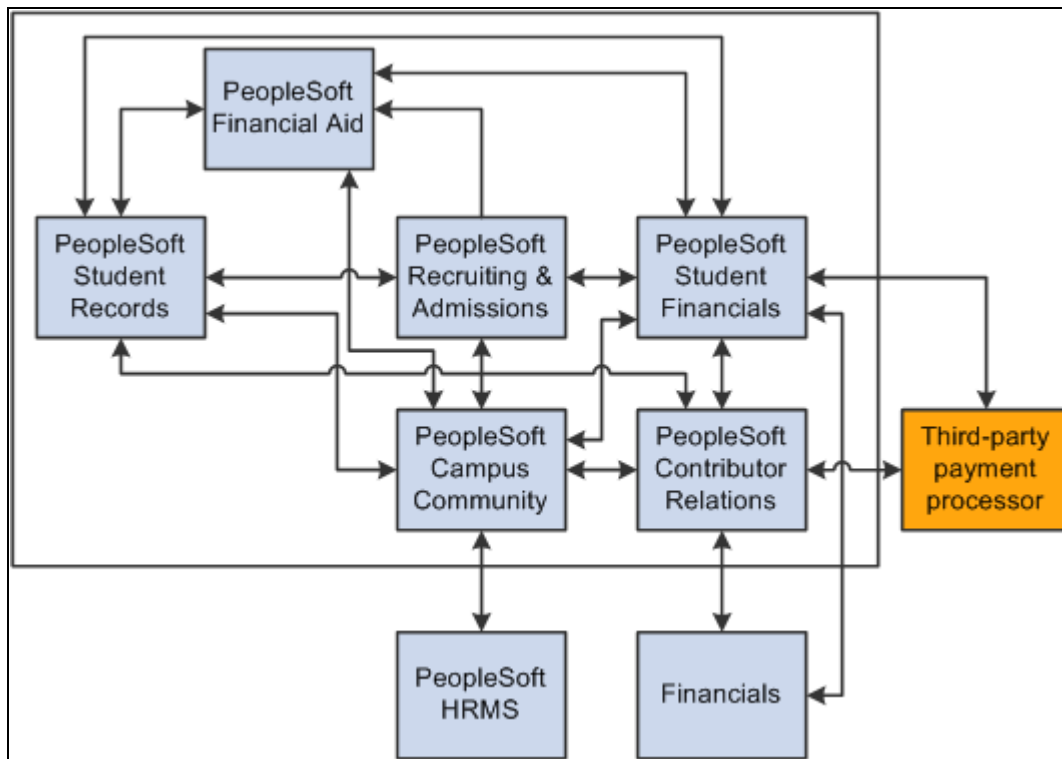 PeopleSoft
Financial Aid
PeopleSoft
Student
Records
PeopleSoft
Recruiting &
Admissions
PeopleSoft
Student
Financials
PeopleSoft
Campus
Community
PeopleSoft
Contributor
Relations
Third-party
payment
processor
PeopleSoft
HRMS
Financials